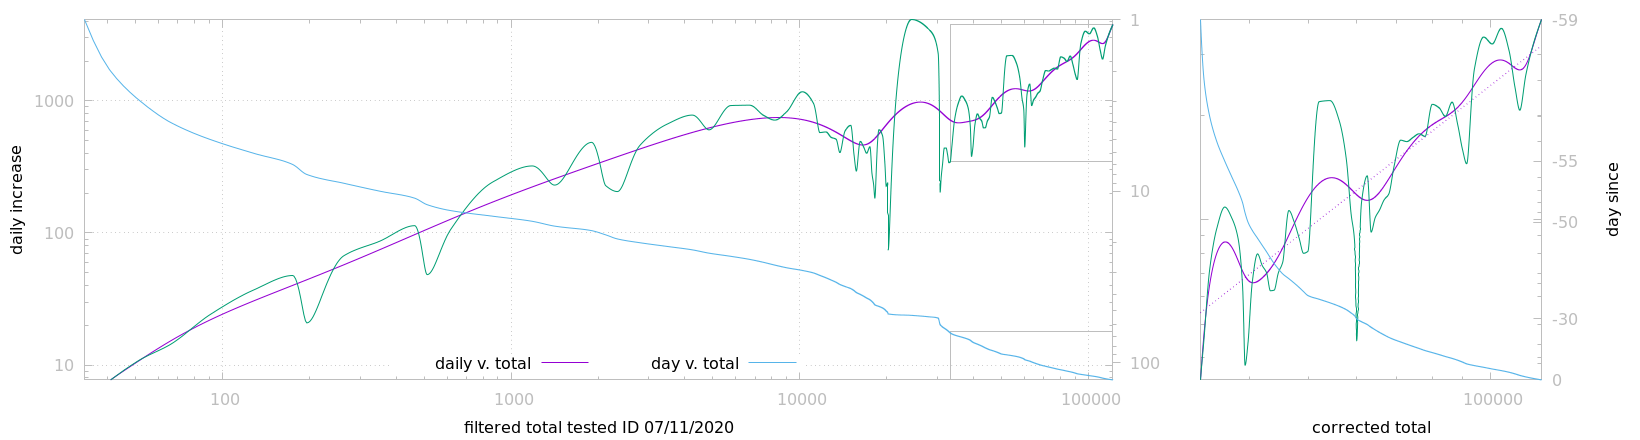 daily increase
1000
100
10
daily v. total
day v. total
1
10
100
100
1000
10000
100000
filtered total tested ID 07/11/2020
-59
-55
-50
-30
0
day since
100000
corrected total